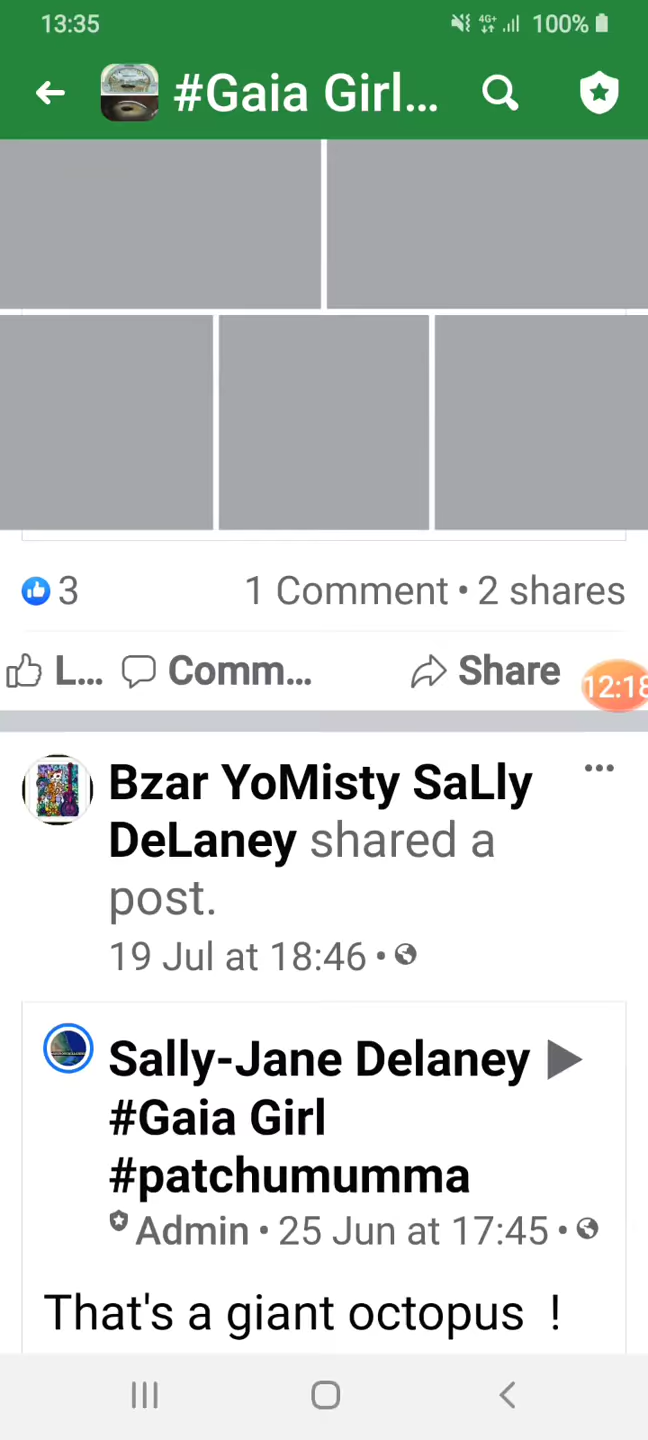 13:35 4G+ 100%
#Gaia Girl...
3 1 Comment • 2 shares
L... Comm... Share
12:18
Bzar YoMisty SaLly
DeLaney shared a
post.
19 Jul at 18:46 •
Sally-Jane Delaney
#Gaia Girl
#patchumumma
Admin • 25 Jun at 17:45 •
That's a giant octopus !